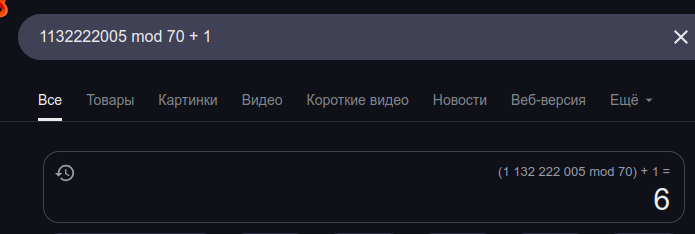 1132222005 mod 70 + 1
Все Товары Картинки Видео Короткие видео Новости Веб-версия Ещё
(1 132 222 005 mod 70) + 1 =
6